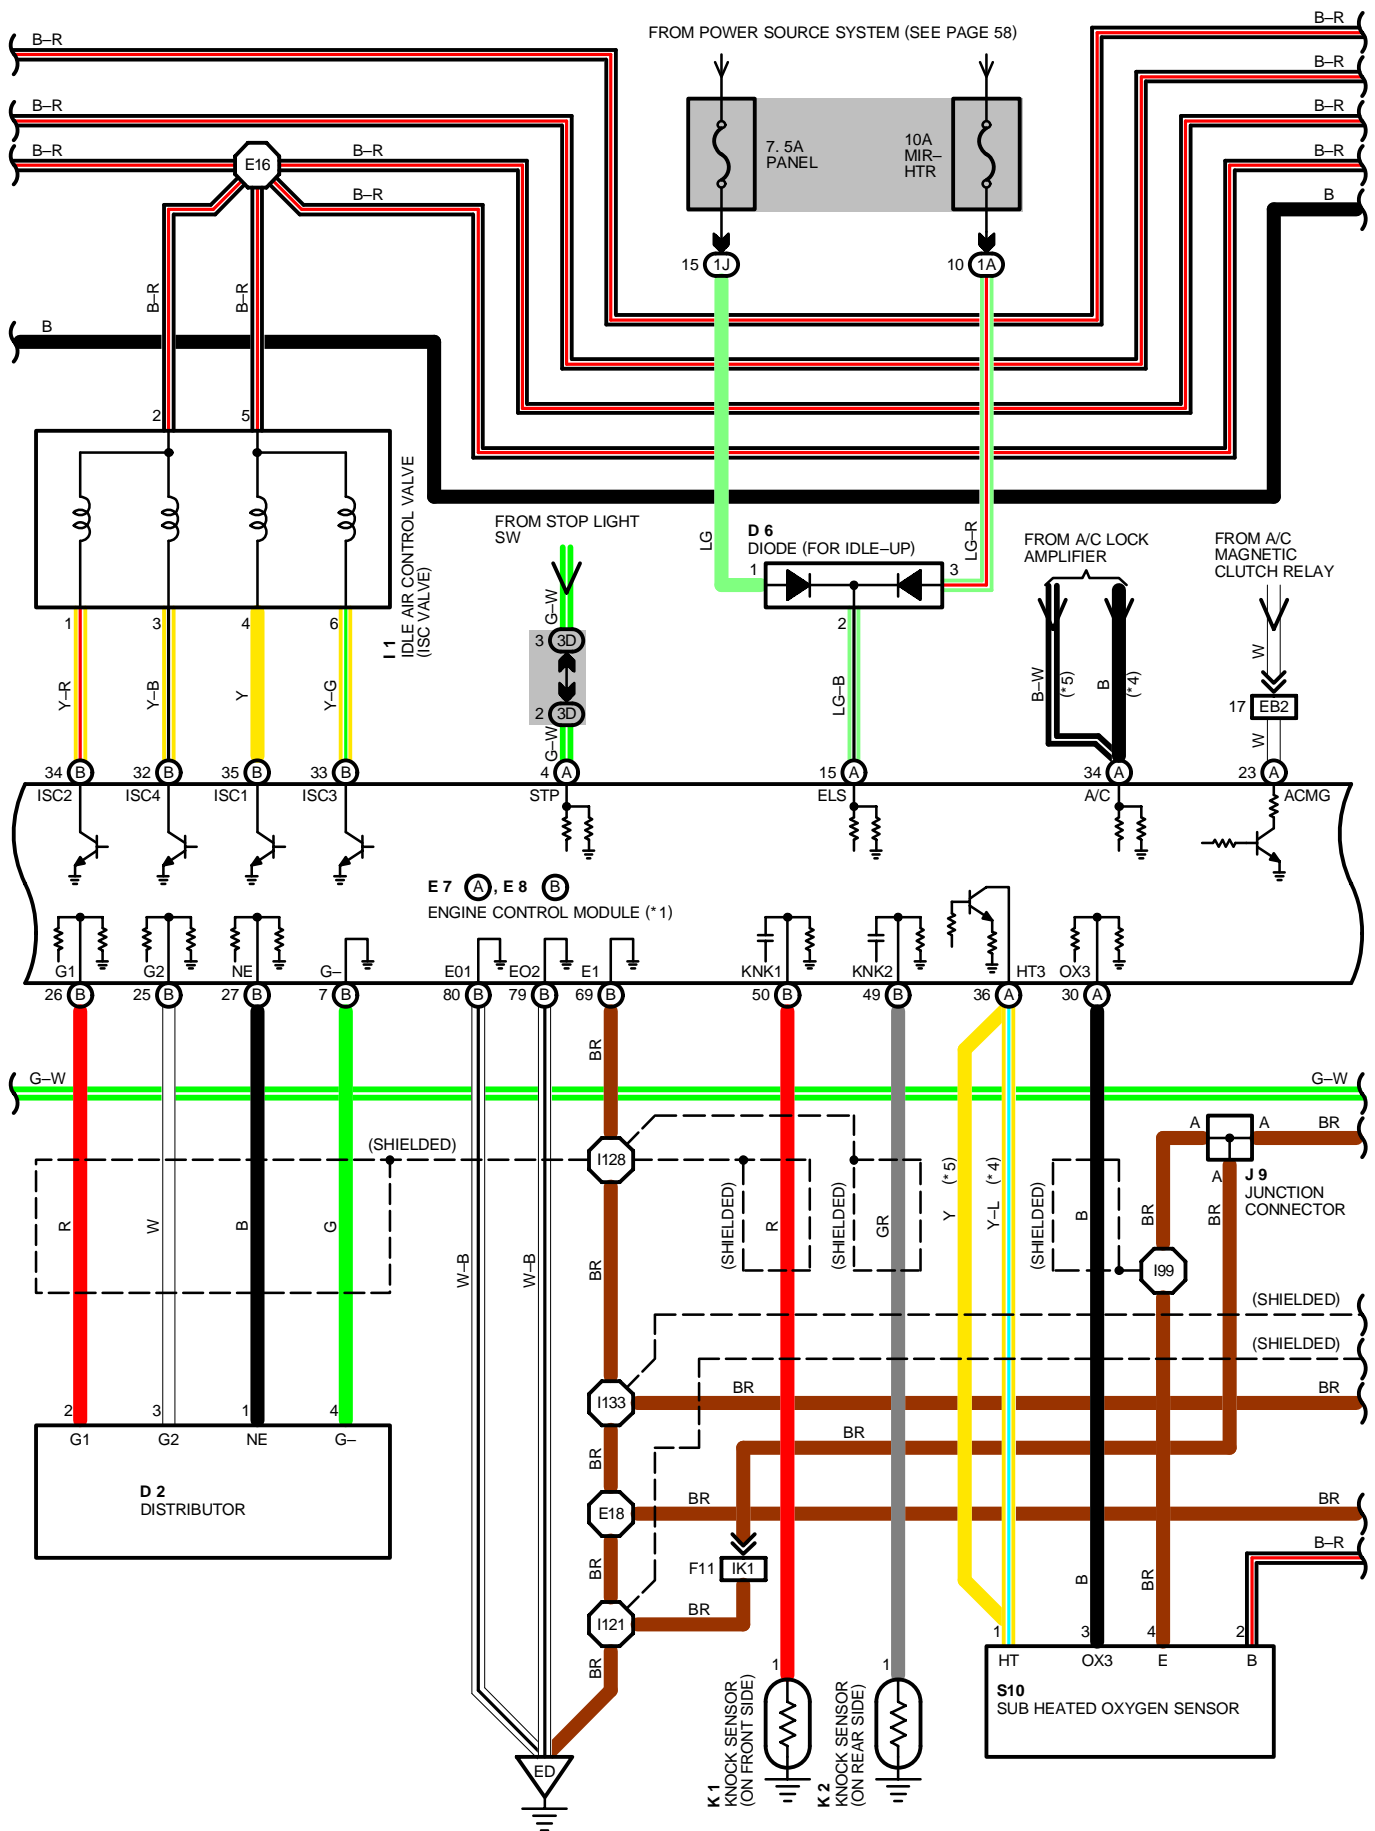 B–R
FROM POWER SOURCE SYSTEM (SEE PAGE 58)
B–R
B–R
B–R
B–R
B–R
B–R
B–R
B–R
B
E16
7. 5A
PANEL
10A
MIR–
HTR
15 1J
10 1A
B–R
B–R
B
2
5
I 1
IDLE AIR CONTROL VALVE
(ISC VALVE)
FROM STOP LIGHT
SW
LG
D 6
DIODE (FOR IDLE–UP)
LG–R
FROM A/C LOCK
AMPLIFIER
FROM A/C
MAGNETIC
CLUTCH RELAY
1
3
2
1
3
4
6
G–W
3 3D
2 3D
G–W
Y–R
Y–B
Y
Y–G
LG–B
B–W
(*5)
B
(*4)
W
17 EB2
W
34 B
32 B
35 B
33 B
4 A
15 A
34 A
23 A
ISC2
ISC4
ISC1
ISC3
STP
ELS
A/C
ACMG
E 7 A , E 8 B
ENGINE CONTROL MODULE (*1)
G1
G2
NE
G–
E01
EO2
E1
KNK1
KNK2
HT3
OX3
26 B
25 B
27 B
7 B
80 B
79 B
69 B
50 B
49 B
36 A
30 A
BR
G–W
G–W
(SHIELDED)
I128
A
A
BR
A
J 9
JUNCTION
CONNECTOR
R
W
B
G
W–B
W–B
BR
(SHIELDED)
R
(SHIELDED)
GR
Y
(*5)
Y–L
(*4)
(SHIELDED)
B
BR
BR
I99
(SHIELDED)
(SHIELDED)
I133
BR
BR
2
3
1
4
G1
G2
NE
G–
D 2
DISTRIBUTOR
BR
BR
E18
BR
BR
BR
F11 IK1
B–R
I121
BR
BR
B
BR
1
3
4
2
HT
OX3
E
B
S10
SUB HEATED OXYGEN SENSOR
1
1
K 1
KNOCK SENSOR
(ON FRONT SIDE)
K 2
KNOCK SENSOR
(ON REAR SIDE)
ED